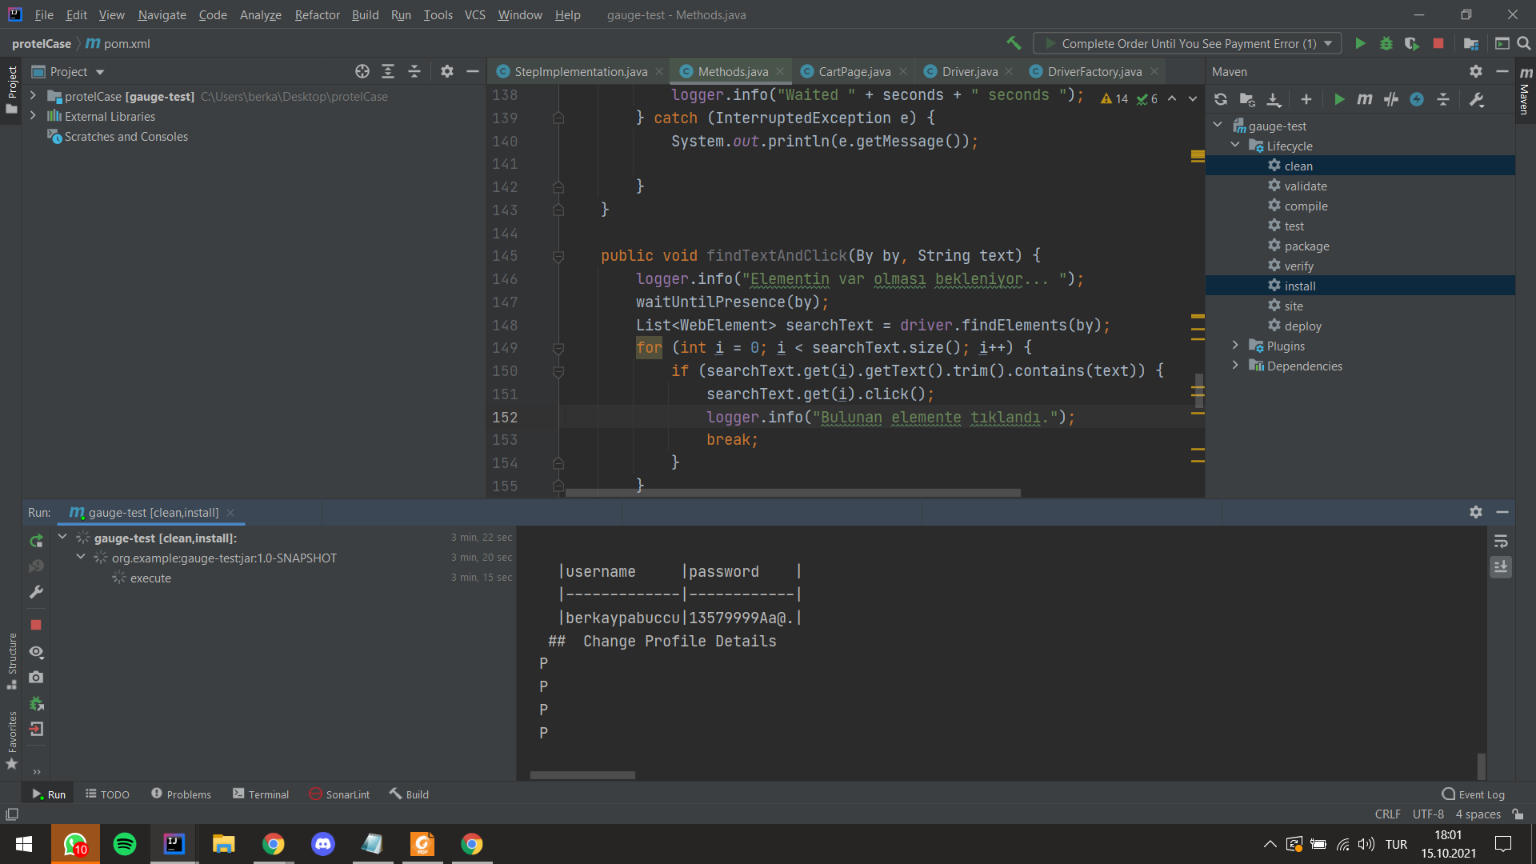 File Edit View Navigate Code Analyze Refactor Build Run Tools VCS Window Help gauge-test - Methods.java
protelCase pom.xml Complete Order Until You See Payment Error (1)
Project StepImplementation.java Methods.java CartPage.java Driver.java DriverFactory.java Maven
Project
Maven
protelCase [gauge-test] C:\Users\berka\Desktop\protelCase
External Libraries
Scratches and Consoles
14 6
138 logger.info("Waited " + seconds + " seconds ");
139 } catch (InterruptedException e) {
140 System.out.println(e.getMessage());
141
142 }
143 }
144
145 public void findTextAndClick(By by, String text) {
146 logger.info("Elementin var olması bekleniyor... ");
147 waitUntilPresence(by);
148 List<WebElement> searchText = driver.findElements(by);
149 for (int i = 0; i < searchText.size(); i++) {
150 if (searchText.get(i).getText().trim().contains(text)) {
151 searchText.get(i).click();
152 logger.info("Bulunan elemente tıklandı.");
153 break;
154 }
155 }
gauge-test
Lifecycle
clean
validate
compile
test
package
verify
install
site
deploy
Plugins
Dependencies
Run: gauge-test [clean,install]
gauge-test [clean,install]: 3 min, 22 sec
org.example:gauge-test:jar:1.0-SNAPSHOT 3 min, 20 sec
execute 3 min, 15 sec
|username |password |
|-------------|------------|
|berkaypabuccu|13579999Aa@.|
## Change Profile Details
P
P
P
P
Structure
Favorites
Run TODO Problems Terminal SonarLint Build Event Log
CRLF UTF-8 4 spaces
10
TUR
18:01
15.10.2021